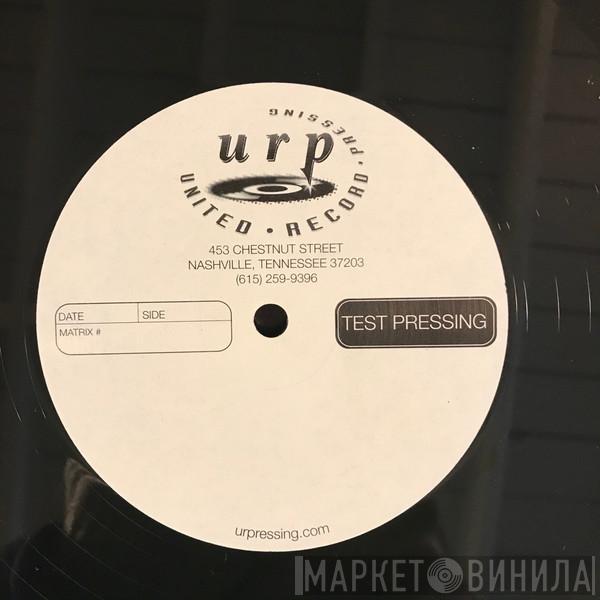 urp
UNITED • RECORD • PRESSING
453 CHESTNUT STREET
NASHVILLE, TENNESSEE 37203
(615) 259-9396
DATE SIDE
MATRIX #
TEST PRESSING
urpressing.com
МАРКЕТ ВИНИЛА